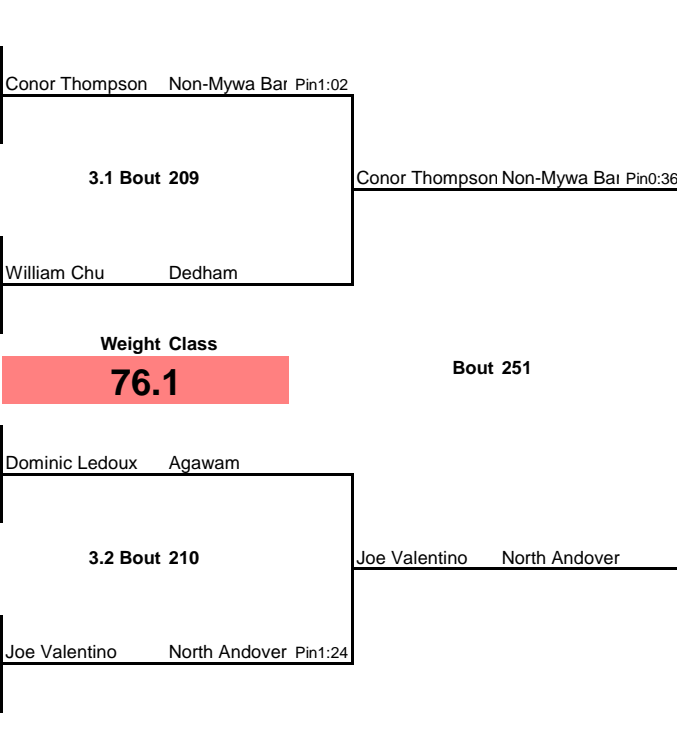 Conor Thompson Non-Mywa Bar Pin1:02
3.1 Bout 209
Conor Thompson Non-Mywa Bar Pin0:36
William Chu Dedham
Weight Class
76.1
Bout 251
Dominic Ledoux Agawam
3.2 Bout 210
Joe Valentino North Andover
Joe Valentino North Andover Pin1:24